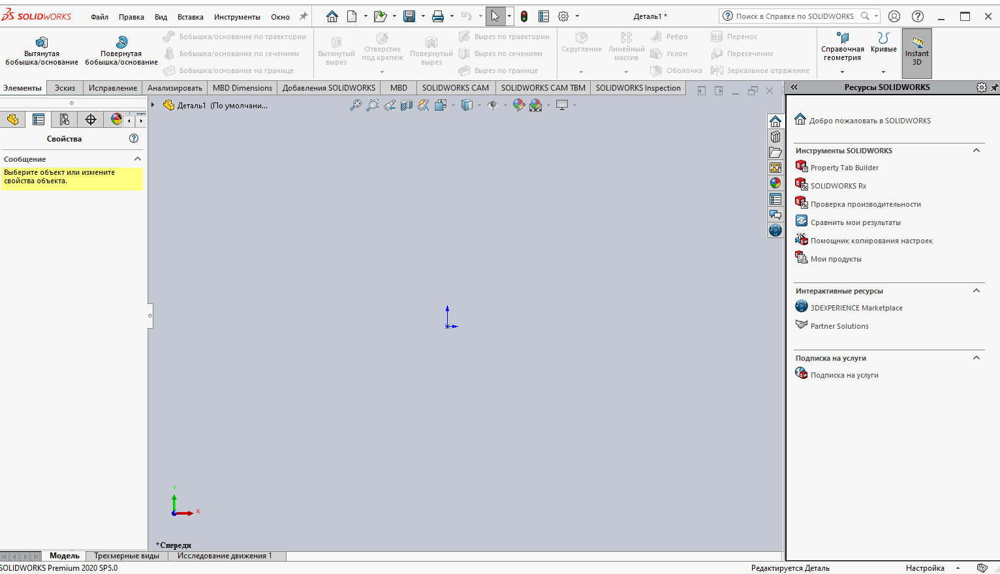 SOLIDWORKS
Файл
Правка
Вид
Вставка
Инструменты
Окно
Деталь1 *
Поиск в Справке по SOLIDWORKS
Вытянутая
бобышка/основание
Повернутая
бобышка/основание
Бобышка/основание по траектории
Бобышка/основание по сечениям
Бобышка/основание на границе
Вытянутый
вырез
Отверстие
под крепеж
Повернутый
вырез
Вырез по траектории
Вырез по сечениям
Вырез по границе
Скругление
Линейный
массив
Ребро
Уклон
Оболочка
Перенос
Пересечение
Зеркальное отражение
Справочная
геометрия
Кривые
Instant
3D
Элементы
Эскиз
Исправление
Анализировать
MBD Dimensions
Добавления SOLIDWORKS
MBD
SOLIDWORKS CAM
SOLIDWORKS CAM TBM
SOLIDWORKS Inspection
Ресурсы SOLIDWORKS
Деталь1 (По умолчани...
Свойства
Сообщение
Выберите объект или измените
свойства объекта.
Добро пожаловать в SOLIDWORKS
Инструменты SOLIDWORKS
Property Tab Builder
SOLIDWORKS Rx
Проверка производительности
Сравнить мои результаты
Помощник копирования настроек
Мои продукты
Интерактивные ресурсы
3DEXPERIENCE Marketplace
Partner Solutions
Подписка на услуги
Подписка на услуги
Y
X
*Спереди
Модель
Трехмерные виды
Исследование движения 1
SOLIDWORKS Premium 2020 SP5.0
Редактируется Деталь
Настройка